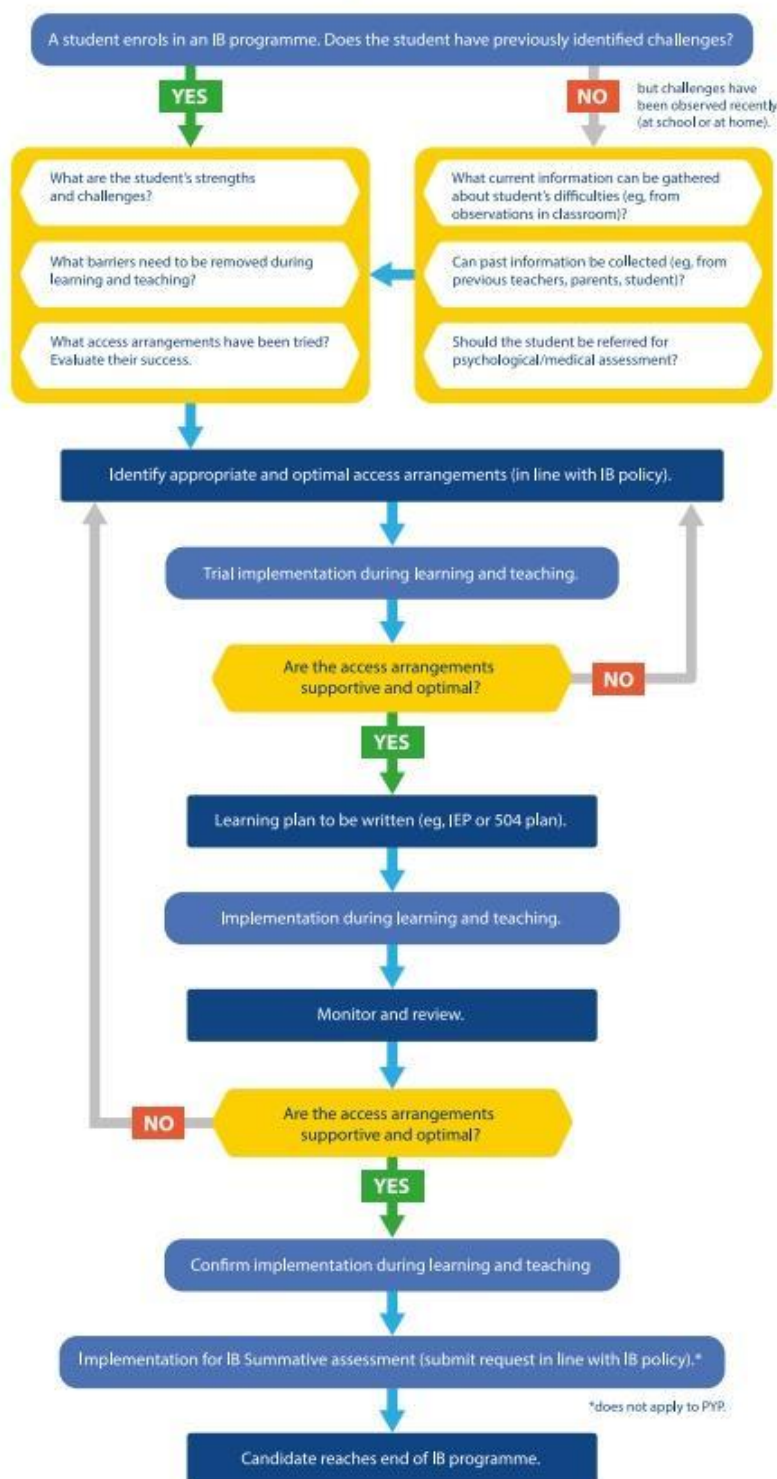 A student enrols in an IB programme. Does the student have previously identified challenges?
YES
NO
but challenges have
been observed recently
(at school or at home).
What are the student's strengths
and challenges?
What barriers need to be removed during
learning and teaching?
What access arrangements have been tried?
Evaluate their success.
What current information can be gathered
about student's difficulties (eg, from
observations in classroom)?
Can past information be collected (eg, from
previous teachers, parents, student)?
Should the student be referred for
psychological/medical assessment?
Identify appropriate and optimal access arrangements (in line with IB policy).
Trial implementation during learning and teaching.
Are the access arrangements
supportive and optimal?
NO
YES
Learning plan to be written (eg, IEP or 504 plan).
Implementation during learning and teaching.
Monitor and review.
Are the access arrangements
supportive and optimal?
NO
YES
Confirm implementation during learning and teaching
Implementation for IB Summative assessment (submit request in line with IB policy).*
*does not apply to PYP.
Candidate reaches end of IB programme.